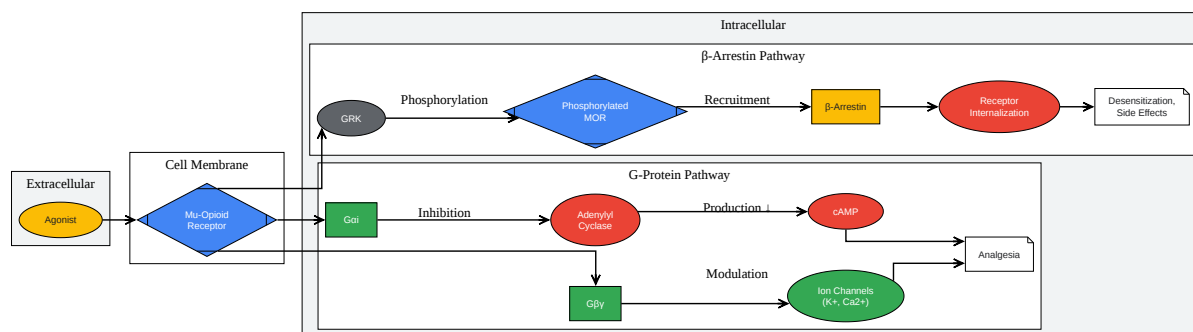 Intracellular
β-Arrestin Pathway
GRK
Phosphorylation
Phosphorylated
MOR
Recruitment
β-Arrestin
Receptor
Internalization
Desensitization,
Side Effects
Extracellular
Agonist
Cell Membrane
Mu-Opioid
Receptor
G-Protein Pathway
Gαi
Inhibition
Adenylyl
Cyclase
Production ↓
cAMP
Analgesia
Gβγ
Modulation
Ion Channels
(K+, Ca2+)